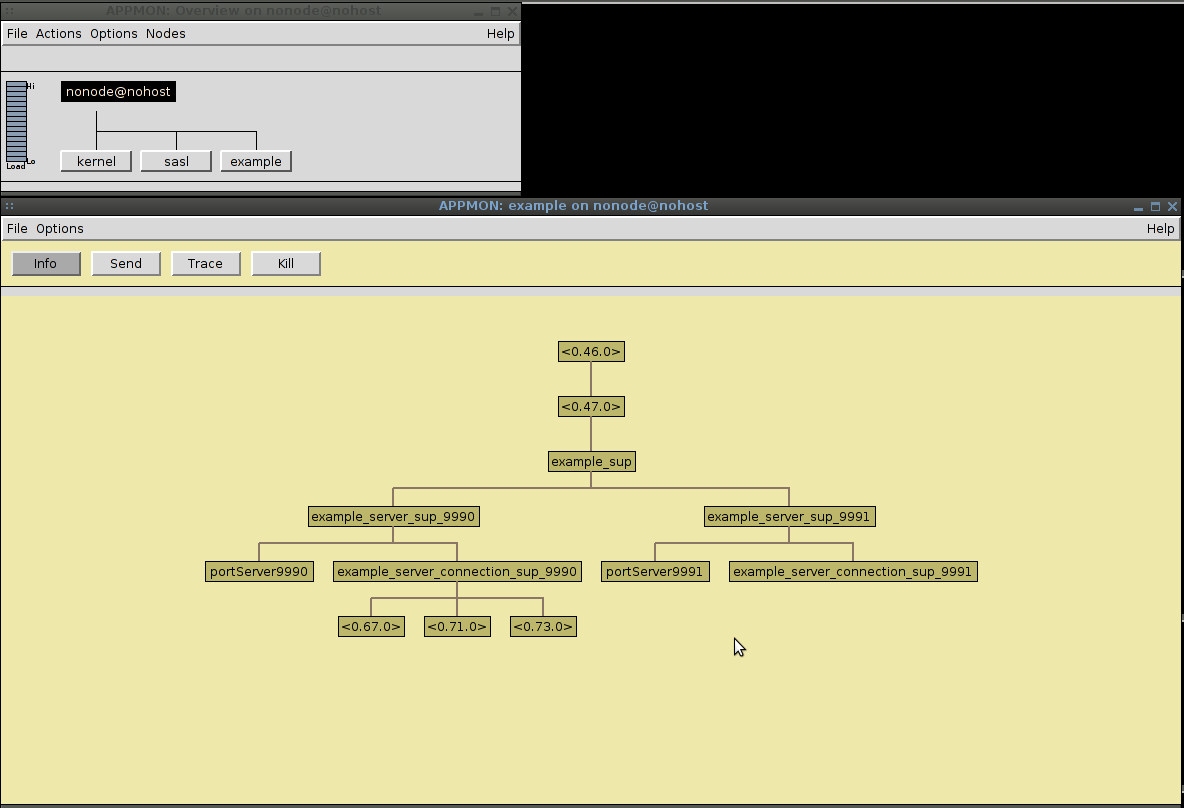 APPMON: Overview on nonode@nohost
File Actions Options Nodes Help
Hi
nonode@nohost
Lo
Load
kernel sasl example
APPMON: example on nonode@nohost
File Options Help
Info Send Trace Kill
<0.46.0>
<0.47.0>
example_sup
example_server_sup_9990 example_server_sup_9991
portServer9990 example_server_connection_sup_9990 portServer9991 example_server_connection_sup_9991
<0.67.0> <0.71.0> <0.73.0>